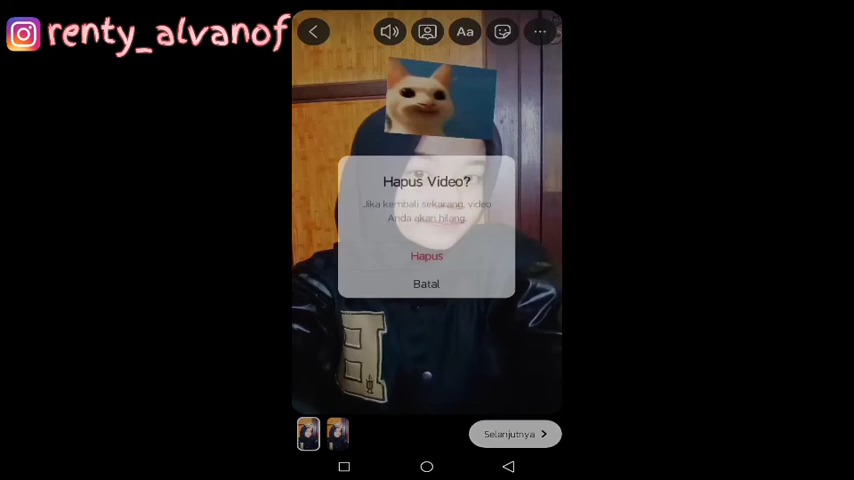 renty_alvanof
Aa
Hapus Video?
Jika kembali sekarang, video
Anda akan hilang.
Hapus
Batal
H
Selanjutnya